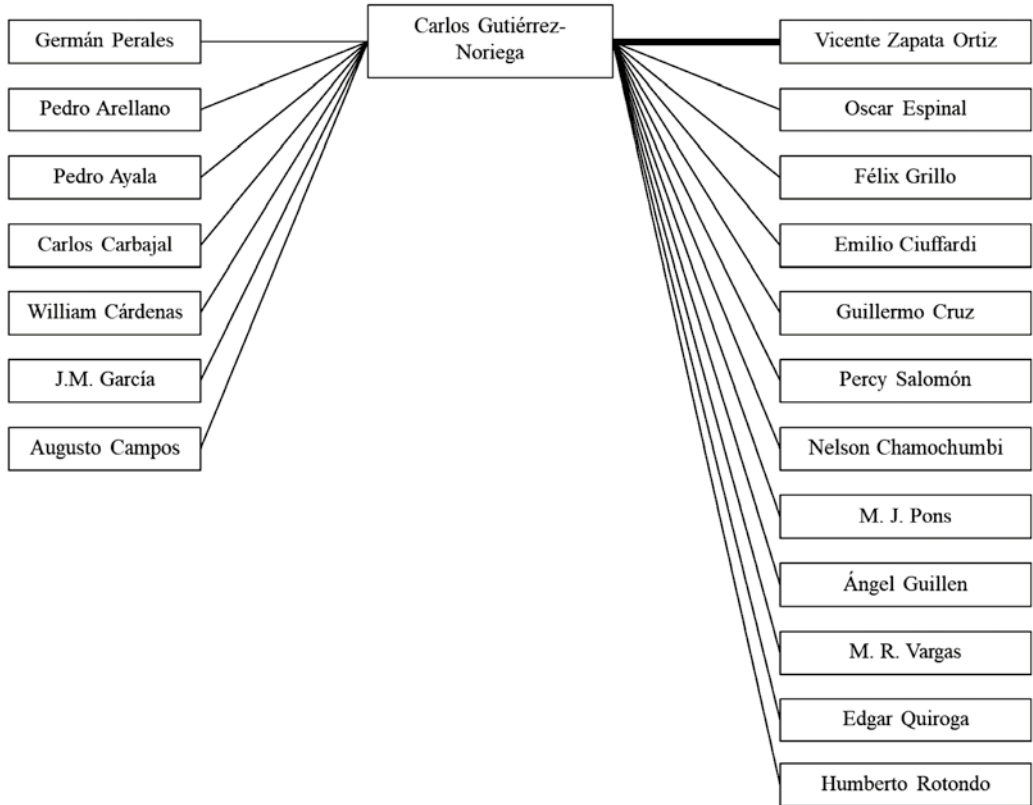 Carlos Gutiérrez-
Noriega
Germán Perales
Pedro Arellano
Pedro Ayala
Carlos Carbajal
William Cárdenas
J.M. García
Augusto Campos
Vicente Zapata Ortiz
Oscar Espinal
Félix Grillo
Emilio Ciuffardi
Guillermo Cruz
Percy Salomón
Nelson Chamochumbi
M. J. Pons
Ángel Guillen
M. R. Vargas
Edgar Quiroga
Humberto Rotondo